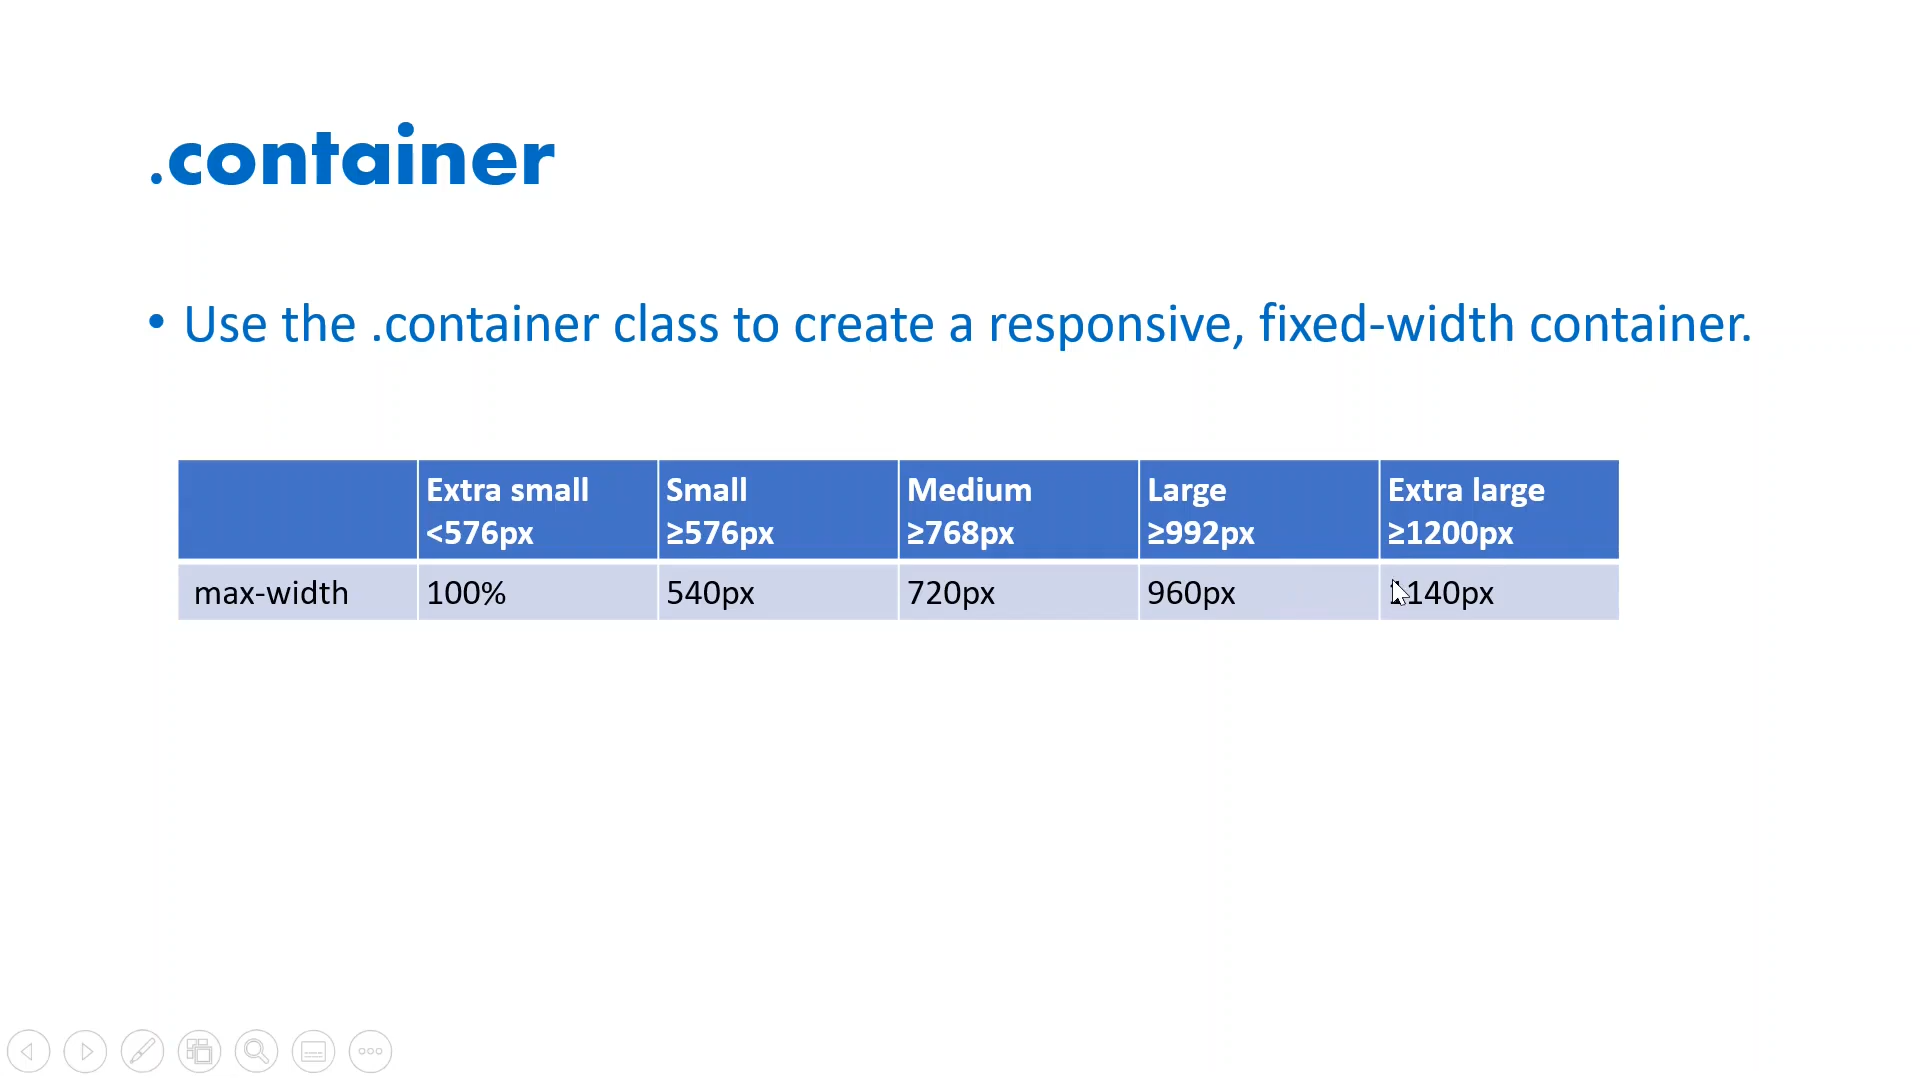 .container
• Use the .container class to create a responsive, fixed-width container.
Extra small Small Medium Large Extra large
<576px ≥576px ≥768px ≥992px ≥1200px
max-width 100% 540px 720px 960px 1140px